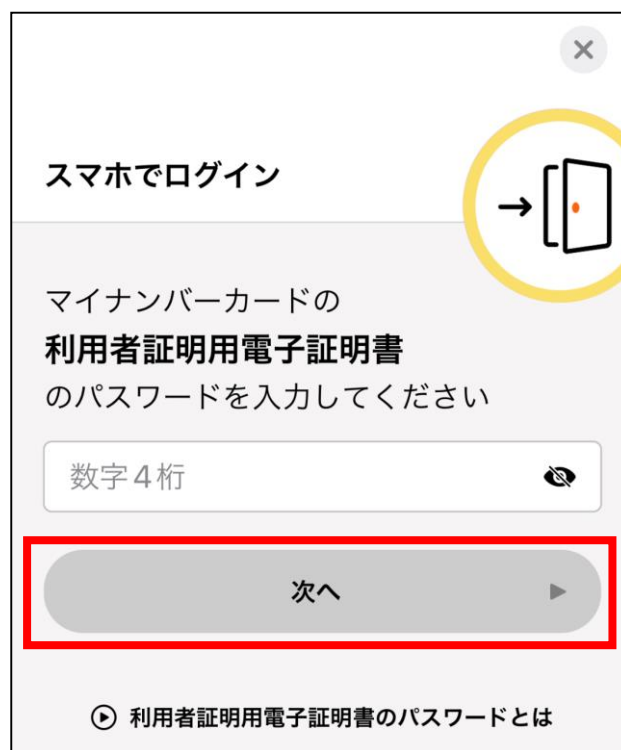 スマホでログイン
マイナンバーカードの
利用者証明用電子証明書
のパスワードを入力してください
数字4桁
次へ
利用者証明用電子証明書のパスワードとは